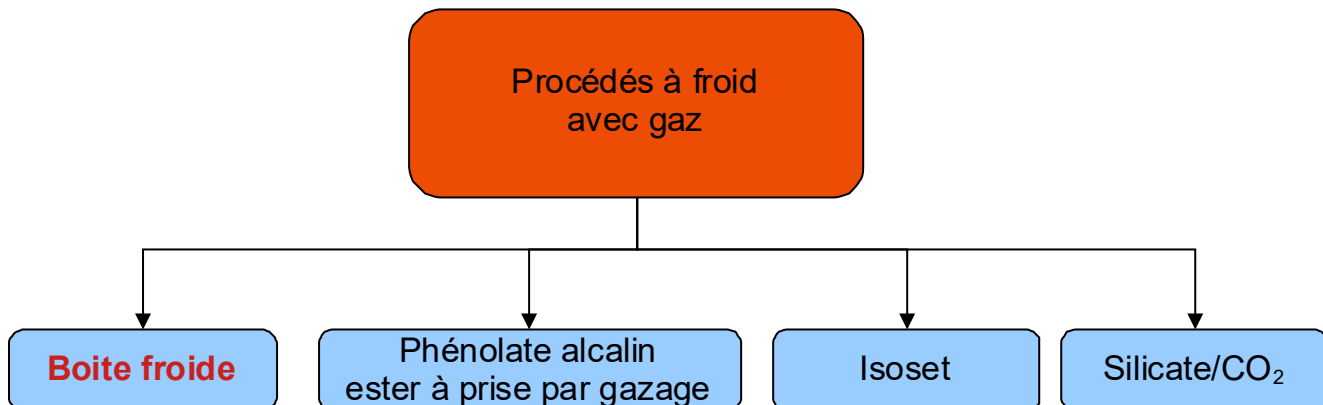 Procédés à froid
avec gaz
Boite froide
Phénolate alcalin
ester à prise par gazage
Isoset
Silicate/CO₂